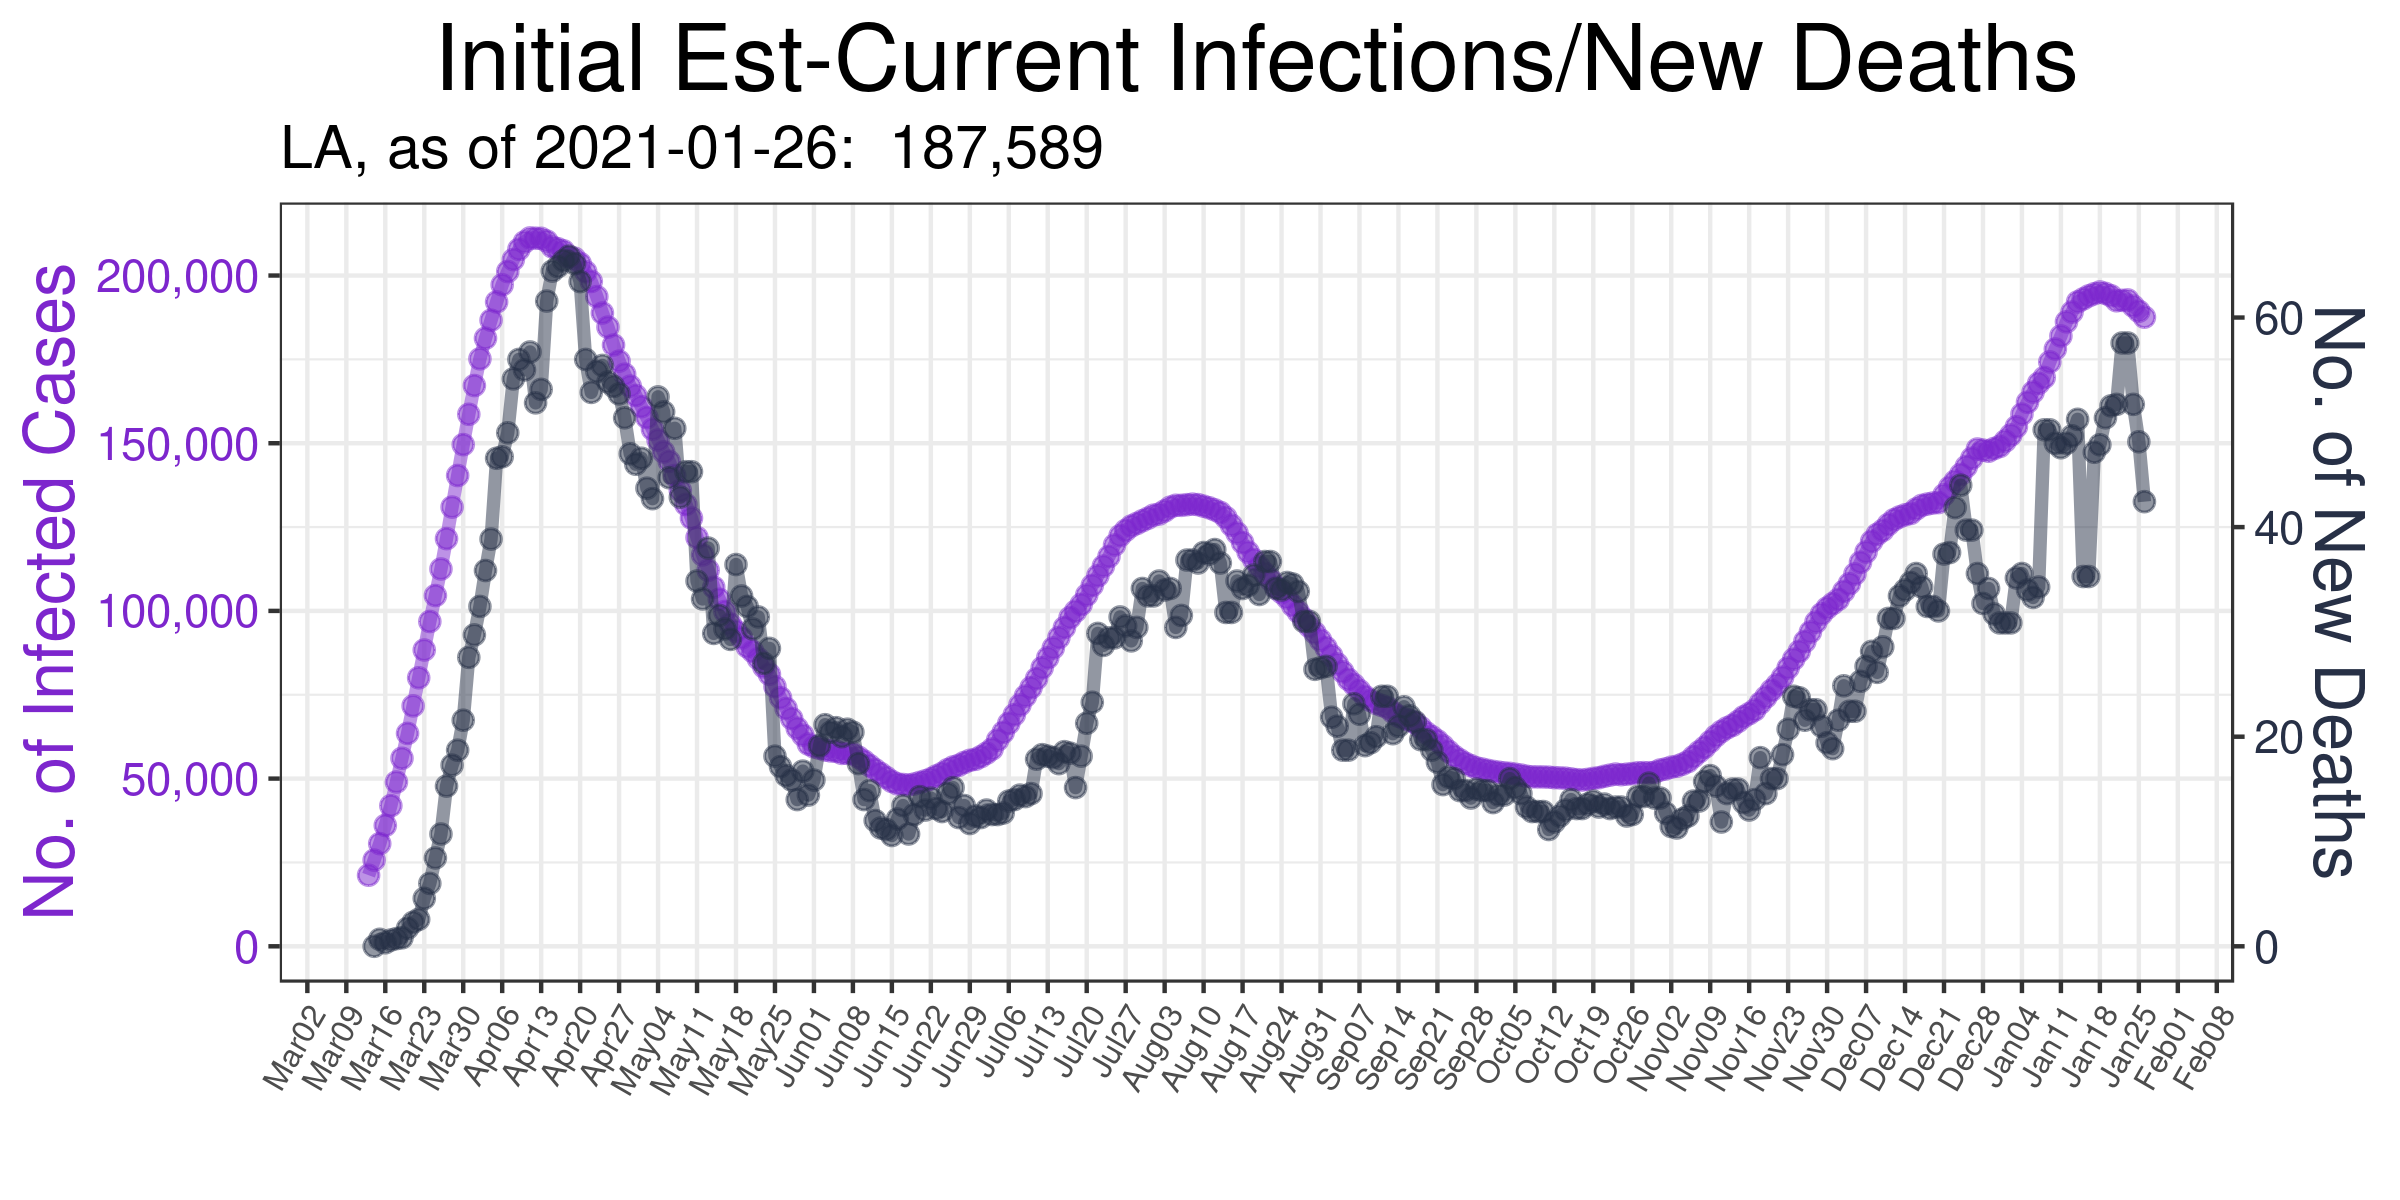 Initial Est-Current Infections/New Deaths
LA, as of 2021-01-26:  187,589
No. of Infected Cases
200,000
150,000
100,000
50,000
0
60
40
20
0
No. of New Deaths
Mar02
Mar09
Mar16
Mar23
Mar30
Apr06
Apr13
Apr20
Apr27
May04
May11
May18
May25
Jun01
Jun08
Jun15
Jun22
Jun29
Jul06
Jul13
Jul20
Jul27
Aug03
Aug10
Aug17
Aug24
Aug31
Sep07
Sep14
Sep21
Sep28
Oct05
Oct12
Oct19
Oct26
Nov02
Nov09
Nov16
Nov23
Nov30
Dec07
Dec14
Dec21
Dec28
Jan04
Jan11
Jan18
Jan25
Feb01
Feb08